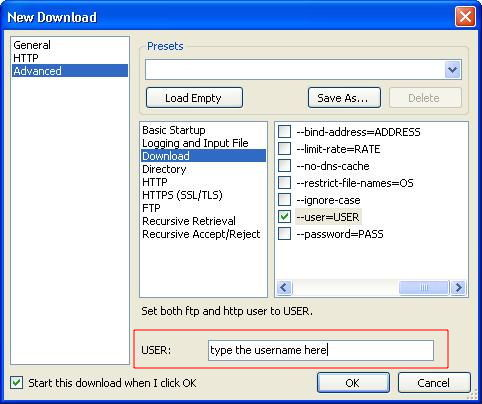 New Download
General
HTTP
Advanced
Presets
Load Empty
Save As...
Delete
Basic Startup
Logging and Input File
Download
Directory
HTTP
HTTPS (SSL/TLS)
FTP
Recursive Retrieval
Recursive Accept/Reject
--bind-address=ADDRESS
--limit-rate=RATE
--no-dns-cache
--restrict-file-names=OS
--ignore-case
--user=USER
--password=PASS
Set both ftp and http user to USER.
USER:
type the username here
Start this download when I click OK
OK
Cancel